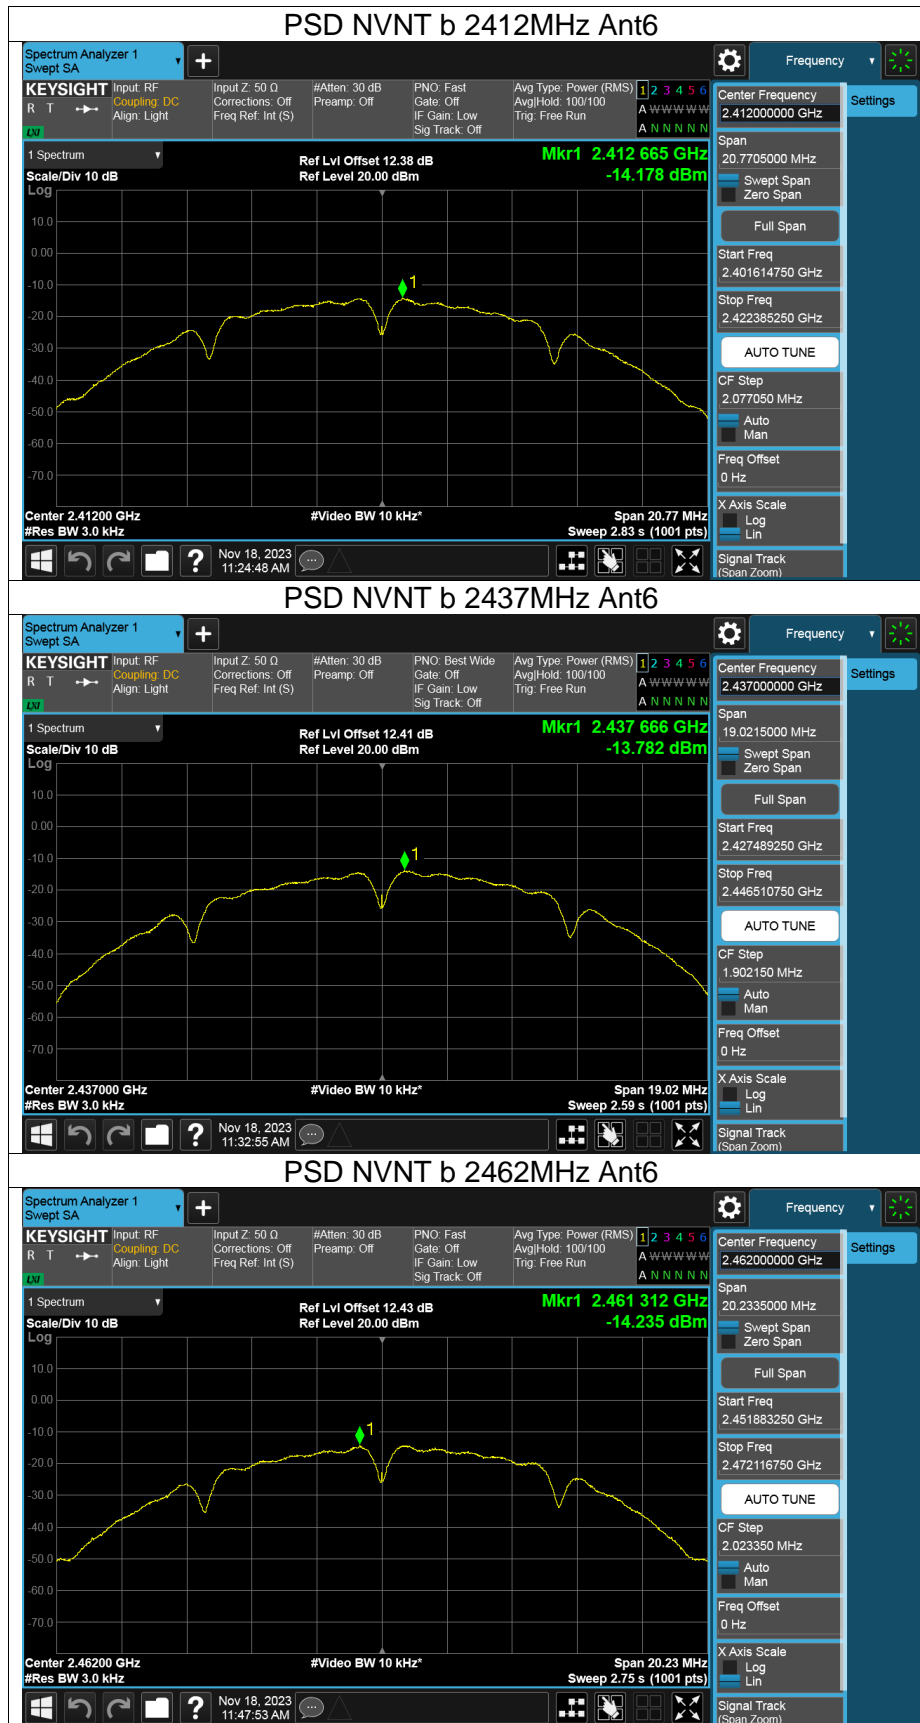 PSD NVNT b 2412MHz Ant6
Spectrum Analyzer 1
Swept SA
+
Frequency
KEYSIGHT
R T
LXI
Input: RF
Coupling: DC
Align: Light
Input Z: 50 Ω
Corrections: Off
Freq Ref: Int (S)
#Atten: 30 dB
Preamp: Off
PNO: Fast
Gate: Off
IF Gain: Low
Sig Track: Off
Avg Type: Power (RMS)
Avg|Hold: 100/100
Trig: Free Run
1 2 3 4 5 6
A W W W W W
A N N N N N
Center Frequency
2.412000000 GHz
Settings
Span
20.7705000 MHz
Swept Span
Zero Span
Full Span
Start Freq
2.401614750 GHz
Stop Freq
2.422385250 GHz
AUTO TUNE
CF Step
2.077050 MHz
Auto
Man
Freq Offset
0 Hz
X Axis Scale
Log
Lin
Signal Track
(Span Zoom)
1 Spectrum
Scale/Div 10 dB
Ref Lvl Offset 12.38 dB
Ref Level 20.00 dBm
Mkr1 2.412 665 GHz
-14.178 dBm
Log
10.0
0.00
-10.0
-20.0
-30.0
-40.0
-50.0
-60.0
-70.0
1
Center 2.41200 GHz
#Res BW 3.0 kHz
#Video BW 10 kHz*
Span 20.77 MHz
Sweep 2.83 s (1001 pts)
?
Nov 18, 2023
11:24:48 AM
PSD NVNT b 2437MHz Ant6
Spectrum Analyzer 1
Swept SA
+
Frequency
KEYSIGHT
R T
LXI
Input: RF
Coupling: DC
Align: Light
Input Z: 50 Ω
Corrections: Off
Freq Ref: Int (S)
#Atten: 30 dB
Preamp: Off
PNO: Best Wide
Gate: Off
IF Gain: Low
Sig Track: Off
Avg Type: Power (RMS)
Avg|Hold: 100/100
Trig: Free Run
1 2 3 4 5 6
A W W W W W
A N N N N N
Center Frequency
2.437000000 GHz
Settings
Span
19.0215000 MHz
Swept Span
Zero Span
Full Span
Start Freq
2.427489250 GHz
Stop Freq
2.446510750 GHz
AUTO TUNE
CF Step
1.902150 MHz
Auto
Man
Freq Offset
0 Hz
X Axis Scale
Log
Lin
Signal Track
(Span Zoom)
1 Spectrum
Scale/Div 10 dB
Ref Lvl Offset 12.41 dB
Ref Level 20.00 dBm
Mkr1 2.437 666 GHz
-13.782 dBm
Log
10.0
0.00
-10.0
-20.0
-30.0
-40.0
-50.0
-60.0
-70.0
1
Center 2.437000 GHz
#Res BW 3.0 kHz
#Video BW 10 kHz*
Span 19.02 MHz
Sweep 2.59 s (1001 pts)
?
Nov 18, 2023
11:32:55 AM
PSD NVNT b 2462MHz Ant6
Spectrum Analyzer 1
Swept SA
+
Frequency
KEYSIGHT
R T
LXI
Input: RF
Coupling: DC
Align: Light
Input Z: 50 Ω
Corrections: Off
Freq Ref: Int (S)
#Atten: 30 dB
Preamp: Off
PNO: Fast
Gate: Off
IF Gain: Low
Sig Track: Off
Avg Type: Power (RMS)
Avg|Hold: 100/100
Trig: Free Run
1 2 3 4 5 6
A W W W W W
A N N N N N
Center Frequency
2.462000000 GHz
Settings
Span
20.2335000 MHz
Swept Span
Zero Span
Full Span
Start Freq
2.451883250 GHz
Stop Freq
2.472116750 GHz
AUTO TUNE
CF Step
2.023350 MHz
Auto
Man
Freq Offset
0 Hz
X Axis Scale
Log
Lin
Signal Track
(Span Zoom)
1 Spectrum
Scale/Div 10 dB
Ref Lvl Offset 12.43 dB
Ref Level 20.00 dBm
Mkr1 2.461 312 GHz
-14.235 dBm
Log
10.0
0.00
-10.0
-20.0
-30.0
-40.0
-50.0
-60.0
-70.0
1
Center 2.46200 GHz
#Res BW 3.0 kHz
#Video BW 10 kHz*
Span 20.23 MHz
Sweep 2.75 s (1001 pts)
?
Nov 18, 2023
11:47:53 AM